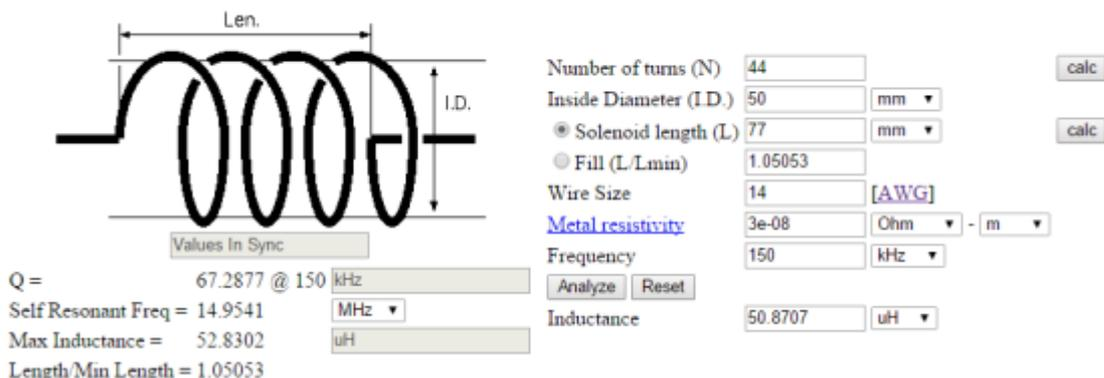 Len.
I.D.
Values In Sync
Q = 67.2877 @ 150 kHz
Self Resonant Freq = 14.9541 MHz
Max Inductance = 52.8302 uH
Length/Min Length = 1.05053
Number of turns (N) 44 calc
Inside Diameter (I.D.) 50 mm
Solenoid length (L) 77 mm calc
Fill (L/Lmin) 1.05053
Wire Size 14 [AWG]
Metal resistivity 3e-08 Ohm - m
Frequency 150 kHz
Analyze Reset
Inductance 50.8707 uH